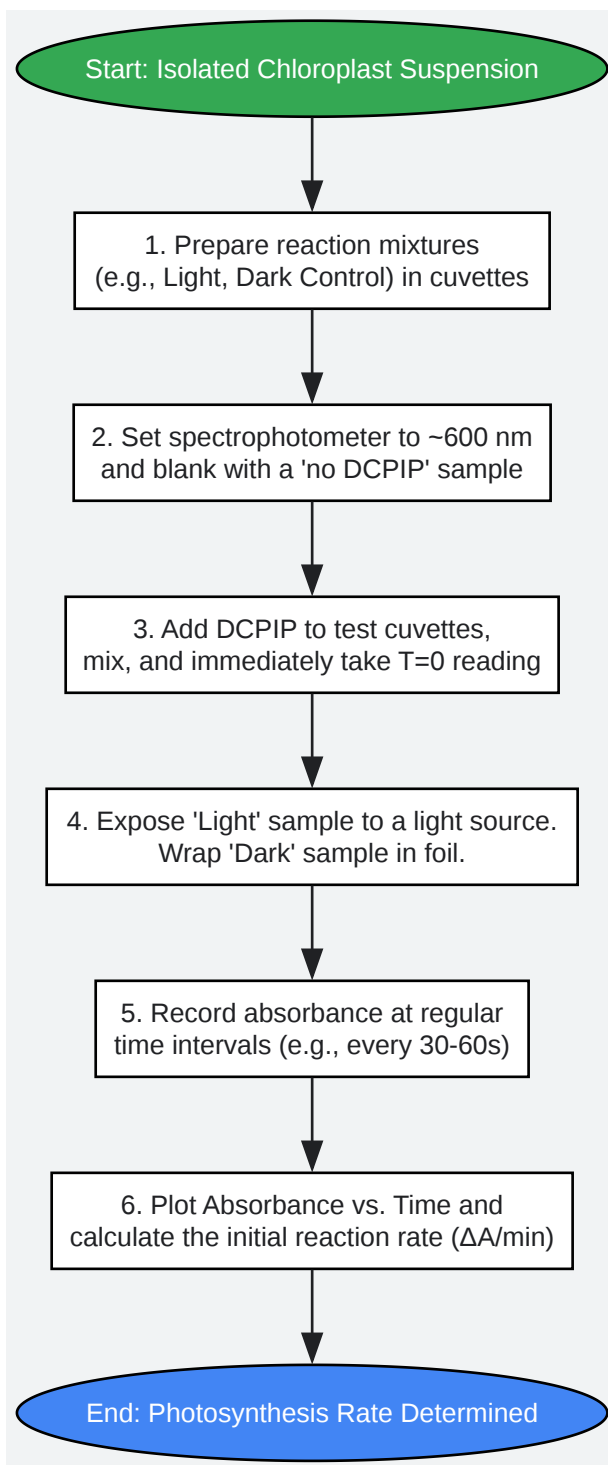 Start: Isolated Chloroplast Suspension
1. Prepare reaction mixtures
(e.g., Light, Dark Control) in cuvettes
2. Set spectrophotometer to ~600 nm
and blank with a 'no DCPIP' sample
3. Add DCPIP to test cuvettes,
mix, and immediately take T=0 reading
4. Expose 'Light' sample to a light source.
Wrap 'Dark' sample in foil.
5. Record absorbance at regular
time intervals (e.g., every 30-60s)
6. Plot Absorbance vs. Time and
calculate the initial reaction rate (ΔA/min)
End: Photosynthesis Rate Determined